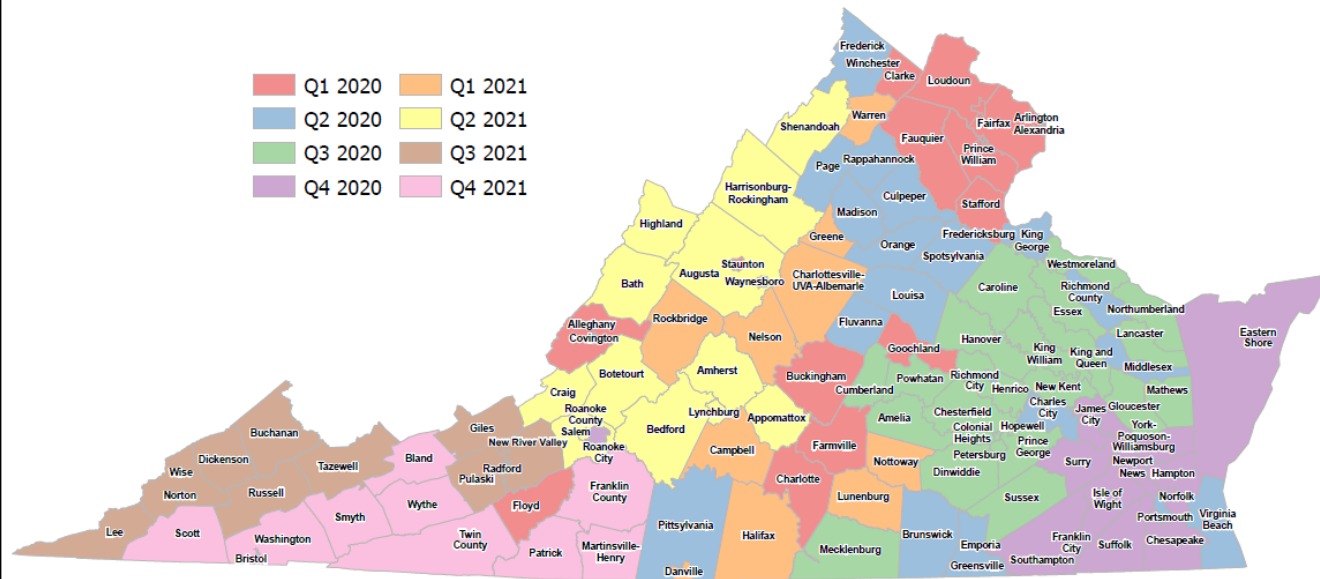 Q1 2020
Q1 2021
Q2 2020
Q2 2021
Q3 2020
Q3 2021
Q4 2020
Q4 2021
Frederick
Winchester
Clarke
Loudoun
Warren
Shenandoah
Fauquier
Fairfax
Arlington
Alexandria
Prince
William
Page
Rappahannock
Harrisonburg-
Rockingham
Culpeper
Stafford
Madison
Highland
Greene
Orange
Fredericksburg
King
George
Spotsylvania
Staunton
Augusta
Waynesboro
Charlottesville-
UVA-Albemarle
Westmoreland
Bath
Caroline
Richmond
County
Louisa
Essex
Northumberland
Rockbridge
Fluvanna
Alleghany
Covington
Nelson
Hanover
Lancaster
Eastern
Shore
Goochland
King
William
King and
Queen
Middlesex
Botetourt
Amherst
Buckingham
Cumberland
Powhatan
Richmond
City
Henrico
New Kent
Mathews
Craig
Charles
City
James
City
Gloucester
Roanoke
County
Lynchburg
Appomattox
Amelia
Chesterfield
Colonial
Heights
Hopewell
York-
Poquoson-
Williamsburg
Giles
New River Valley
Salem
Bedford
Buchanan
Roanoke
City
Campbell
Farmville
Prince
George
Petersburg
Surry
Newport
News
Hampton
Dickenson
Tazewell
Bland
Radford
Pulaski
Nottoway
Dinwiddie
Wise
Norton
Russell
Franklin
County
Charlotte
Lunenburg
Sussex
Isle of
Wight
Norfolk
Wythe
Floyd
Portsmouth
Virginia
Beach
Smyth
Pittsylvania
Lee
Scott
Washington
Twin
County
Halifax
Brunswick
Emporia
Franklin
City
Suffolk
Chesapeake
Bristol
Patrick
Martinsville-
Henry
Mecklenburg
Greensville
Southampton
Danville